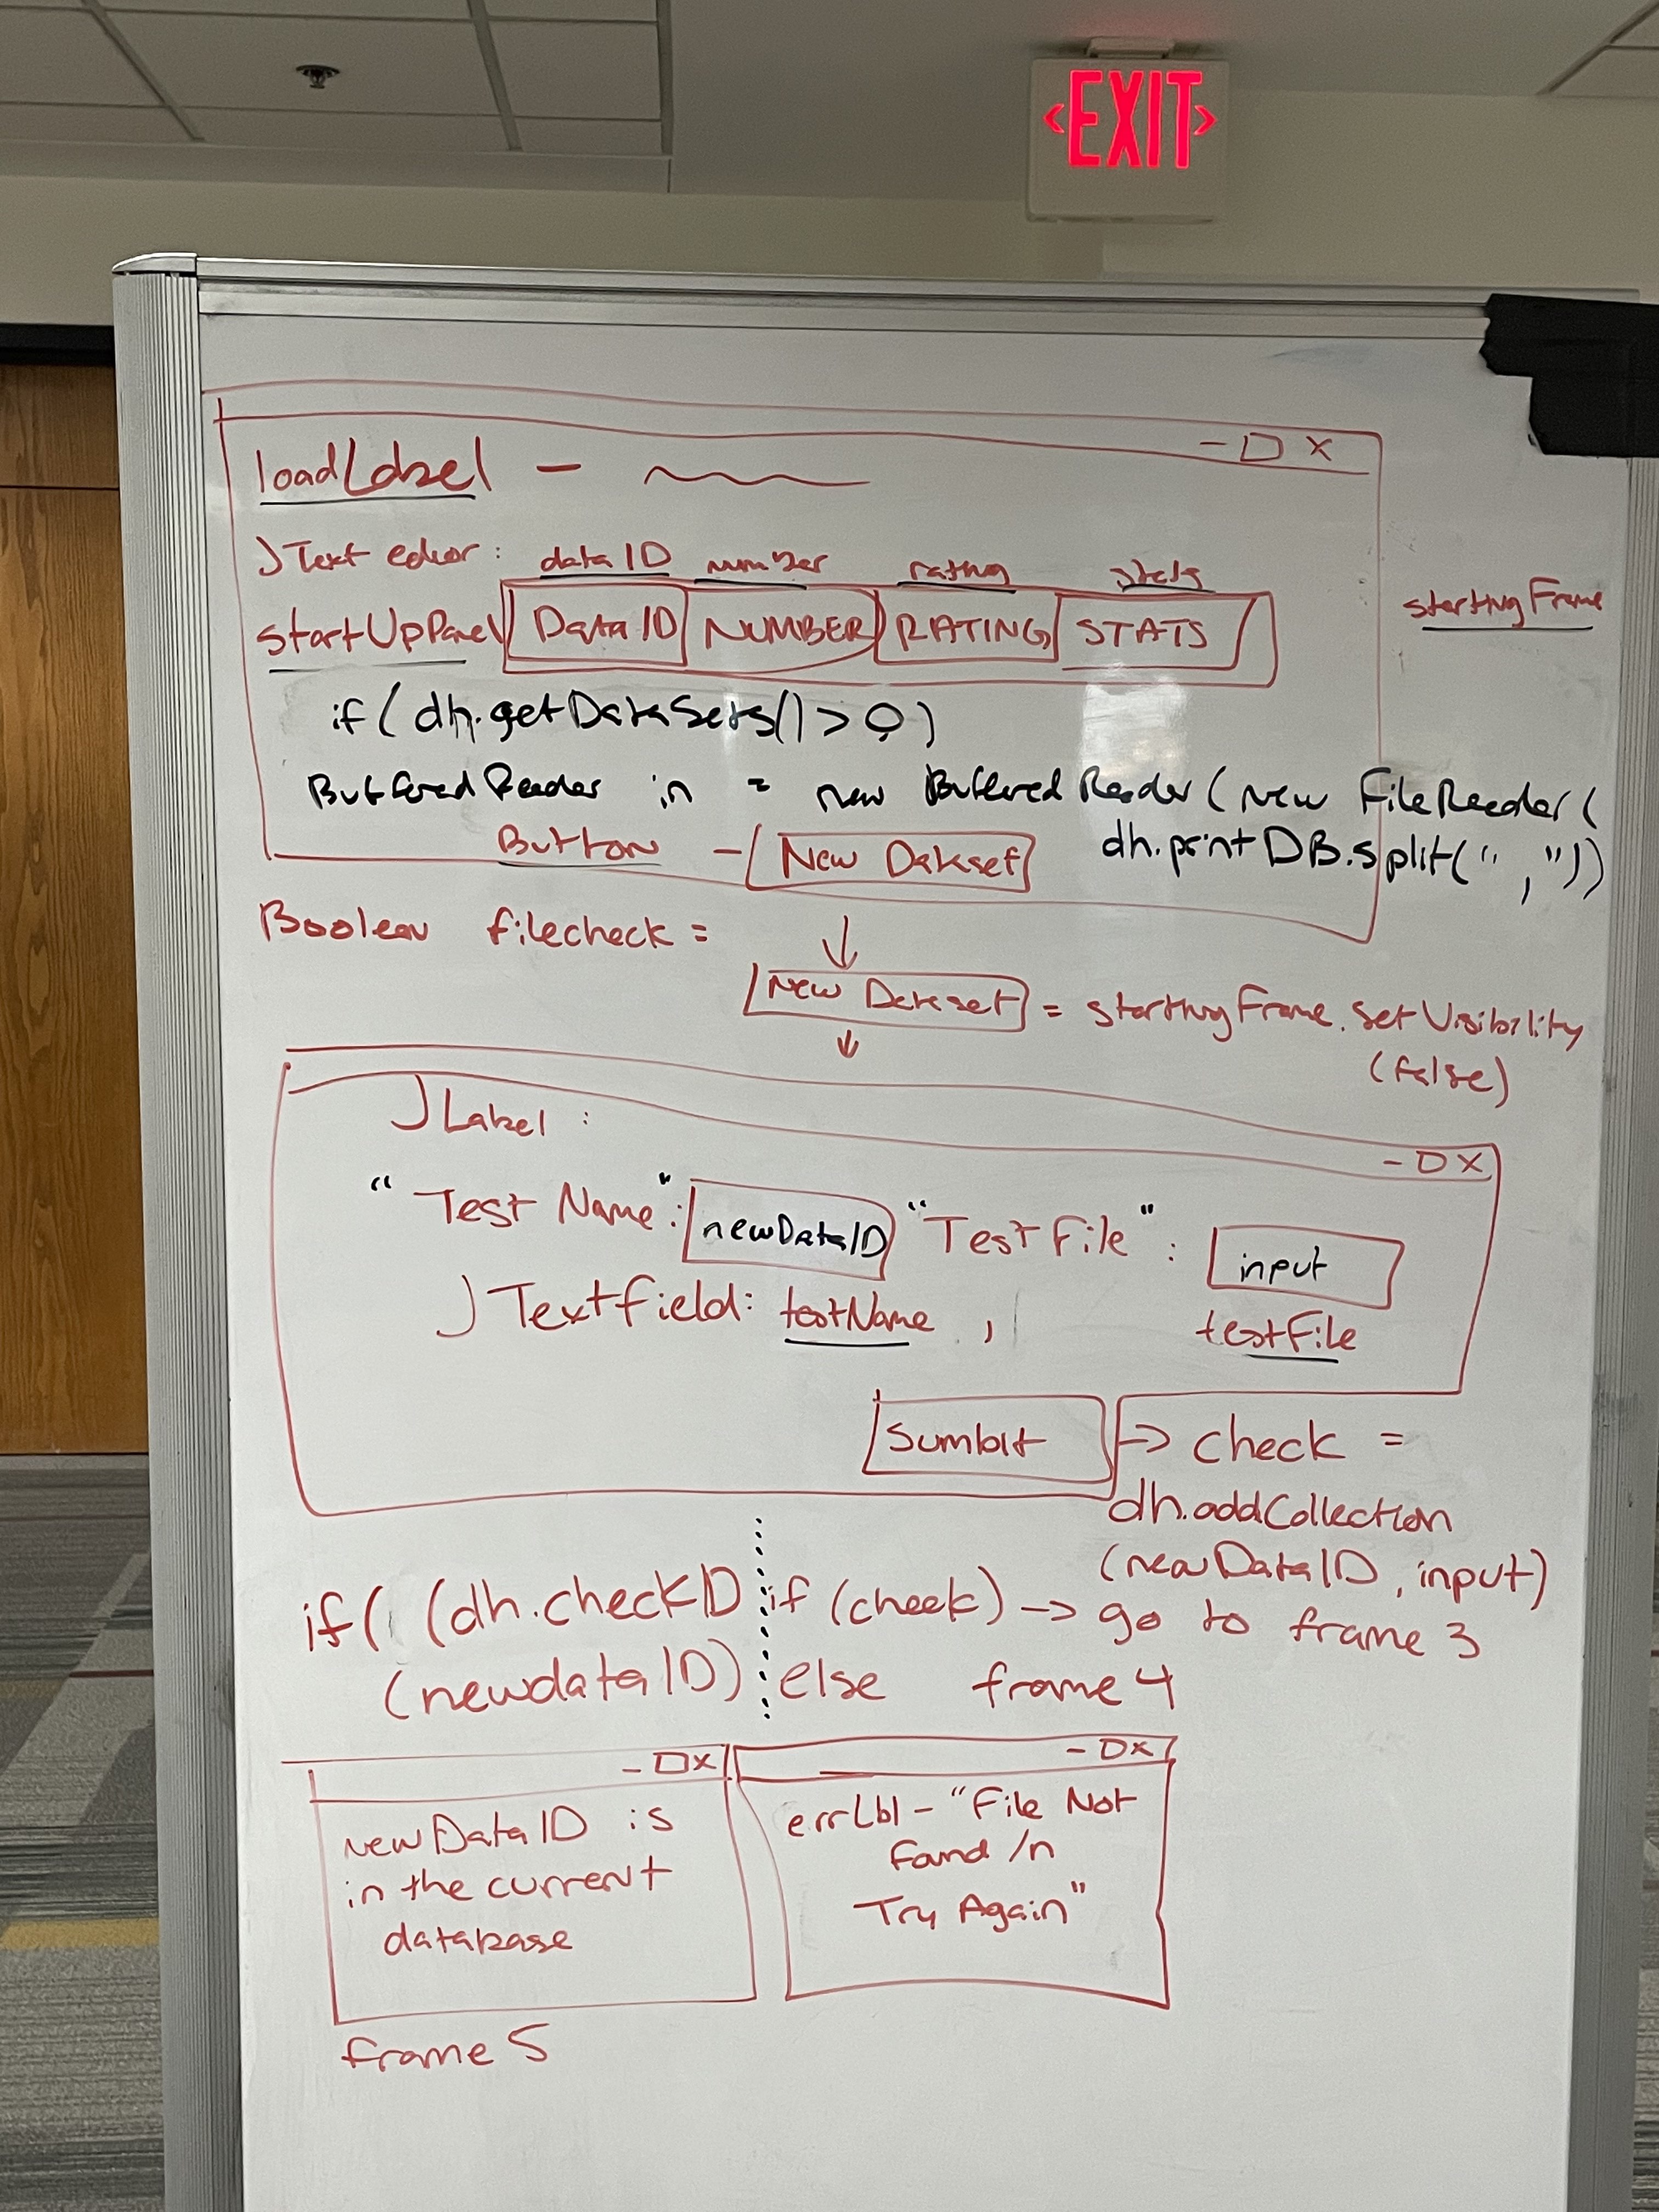 <EXIT>
- □ X
loadLabel -
JText editor: dataID number rating stats
startUpPanel DataID NUMBER RATING STATS startingFrame
if(dh.getDataSets()>0)
BufferedReader in = new BufferedReader(new FileReader(
dh.printDB.split(" , "))
Button - New Dataset
Boolean filecheck =
New Dataset = startingFrame.setVisibility
(false)
JLabel :
- □ X
"Test Name": newDataID "Test File" : input
JTextfield: testName , testFile
Sumbit -> check =
dh.addCollection
(newDataID, input)
if( (dh.checkID
(newdataID)
if (check) -> go to frame 3
else frame 4
- □ X
newDataID is
in the current
database
frame 5
- □ X
errLbl - "File Not
Found /n
Try Again"